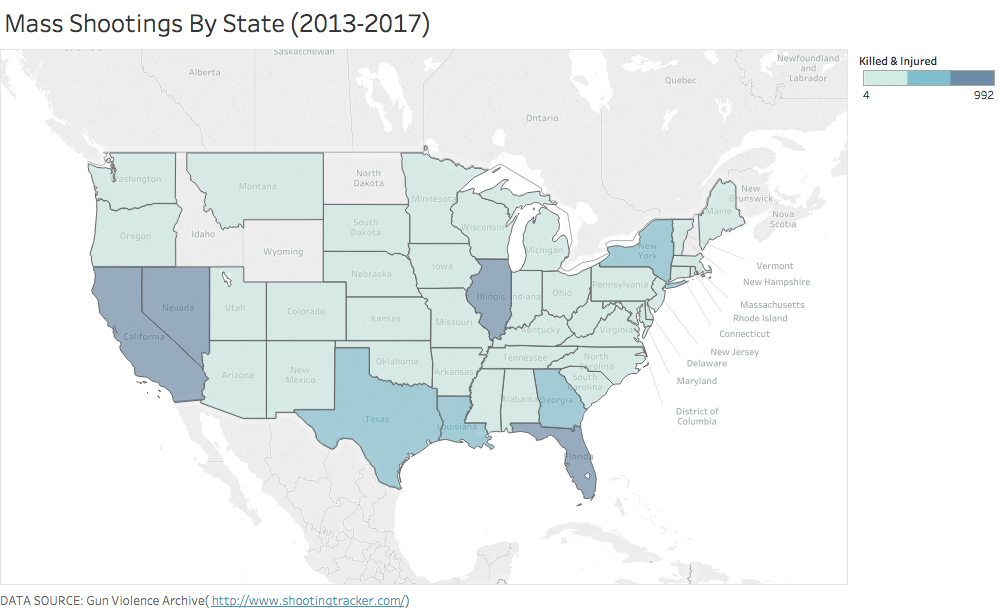 Mass Shootings By State (2013-2017)
Saskatchewan
Alberta
Newfoundland
and
Labrador
Quebec
Ontario
Killed & Injured
4
992
Washington
Montana
North
Dakota
Minnesota
Maine
New
Brunswick
Nova
Scotia
Oregon
Idaho
South
Dakota
Wisconsin
Michigan
New
York
Wyoming
Vermont
New Hampshire
Massachusetts
Rhode Island
Connecticut
New Jersey
Delaware
Maryland
District of
Columbia
Iowa
Nebraska
Pennsylvania
Nevada
Utah
Illinois
Indiana
Ohio
Colorado
Kansas
Missouri
Kentucky
Virginia
California
Arizona
New
Mexico
Oklahoma
Arkansas
Tennessee
North
Carolina
South
Carolina
Alabama
Georgia
Texas
Louisiana
Florida
DATA SOURCE: Gun Violence Archive( http://www.shootingtracker.com/)